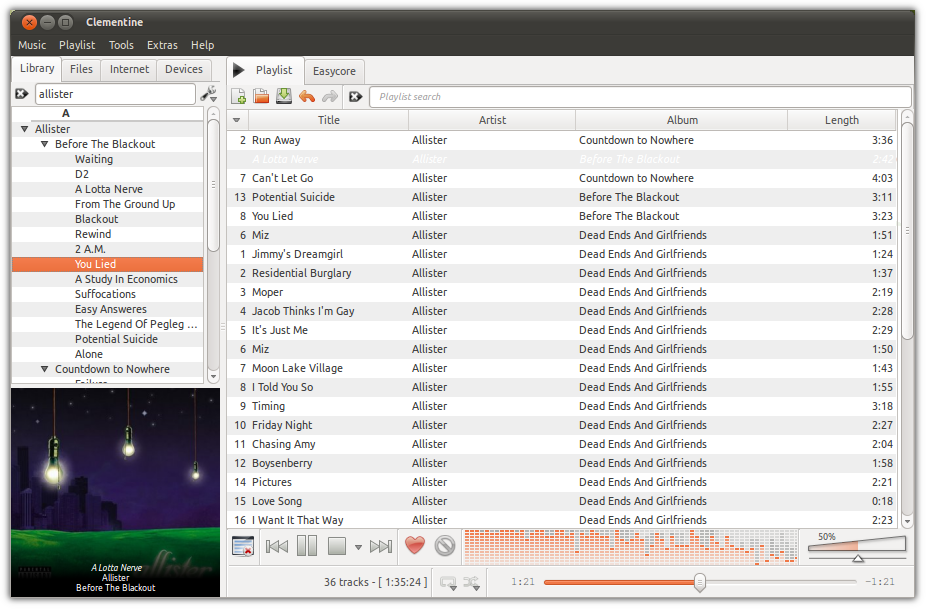 Clementine
Music Playlist Tools Extras Help
Library Files Internet Devices
allister
A
Allister
Before The Blackout
Waiting
D2
A Lotta Nerve
From The Ground Up
Blackout
Rewind
2 A.M.
You Lied
A Study In Economics
Suffocations
Easy Answeres
The Legend Of Pegleg ...
Potential Suicide
Alone
Countdown to Nowhere
Failure
A Lotta Nerve
Allister
Before The Blackout
Playlist Easycore
Playlist search
Title Artist Album Length
2 Run Away Allister Countdown to Nowhere 3:36
A Lotta Nerve Allister Before The Blackout 2:42
7 Can't Let Go Allister Countdown to Nowhere 4:03
13 Potential Suicide Allister Before The Blackout 3:11
8 You Lied Allister Before The Blackout 3:23
6 Miz Allister Dead Ends And Girlfriends 1:51
1 Jimmy's Dreamgirl Allister Dead Ends And Girlfriends 1:24
2 Residential Burglary Allister Dead Ends And Girlfriends 1:37
3 Moper Allister Dead Ends And Girlfriends 2:19
4 Jacob Thinks I'm Gay Allister Dead Ends And Girlfriends 2:28
5 It's Just Me Allister Dead Ends And Girlfriends 2:29
6 Miz Allister Dead Ends And Girlfriends 1:50
7 Moon Lake Village Allister Dead Ends And Girlfriends 1:43
8 I Told You So Allister Dead Ends And Girlfriends 1:55
9 Timing Allister Dead Ends And Girlfriends 3:18
10 Friday Night Allister Dead Ends And Girlfriends 2:27
11 Chasing Amy Allister Dead Ends And Girlfriends 2:04
12 Boysenberry Allister Dead Ends And Girlfriends 1:58
14 Pictures Allister Dead Ends And Girlfriends 2:21
15 Love Song Allister Dead Ends And Girlfriends 0:18
16 I Want It That Way Allister Dead Ends And Girlfriends 2:23
50%
36 tracks - [ 1:35:24 ] 1:21 -1:21